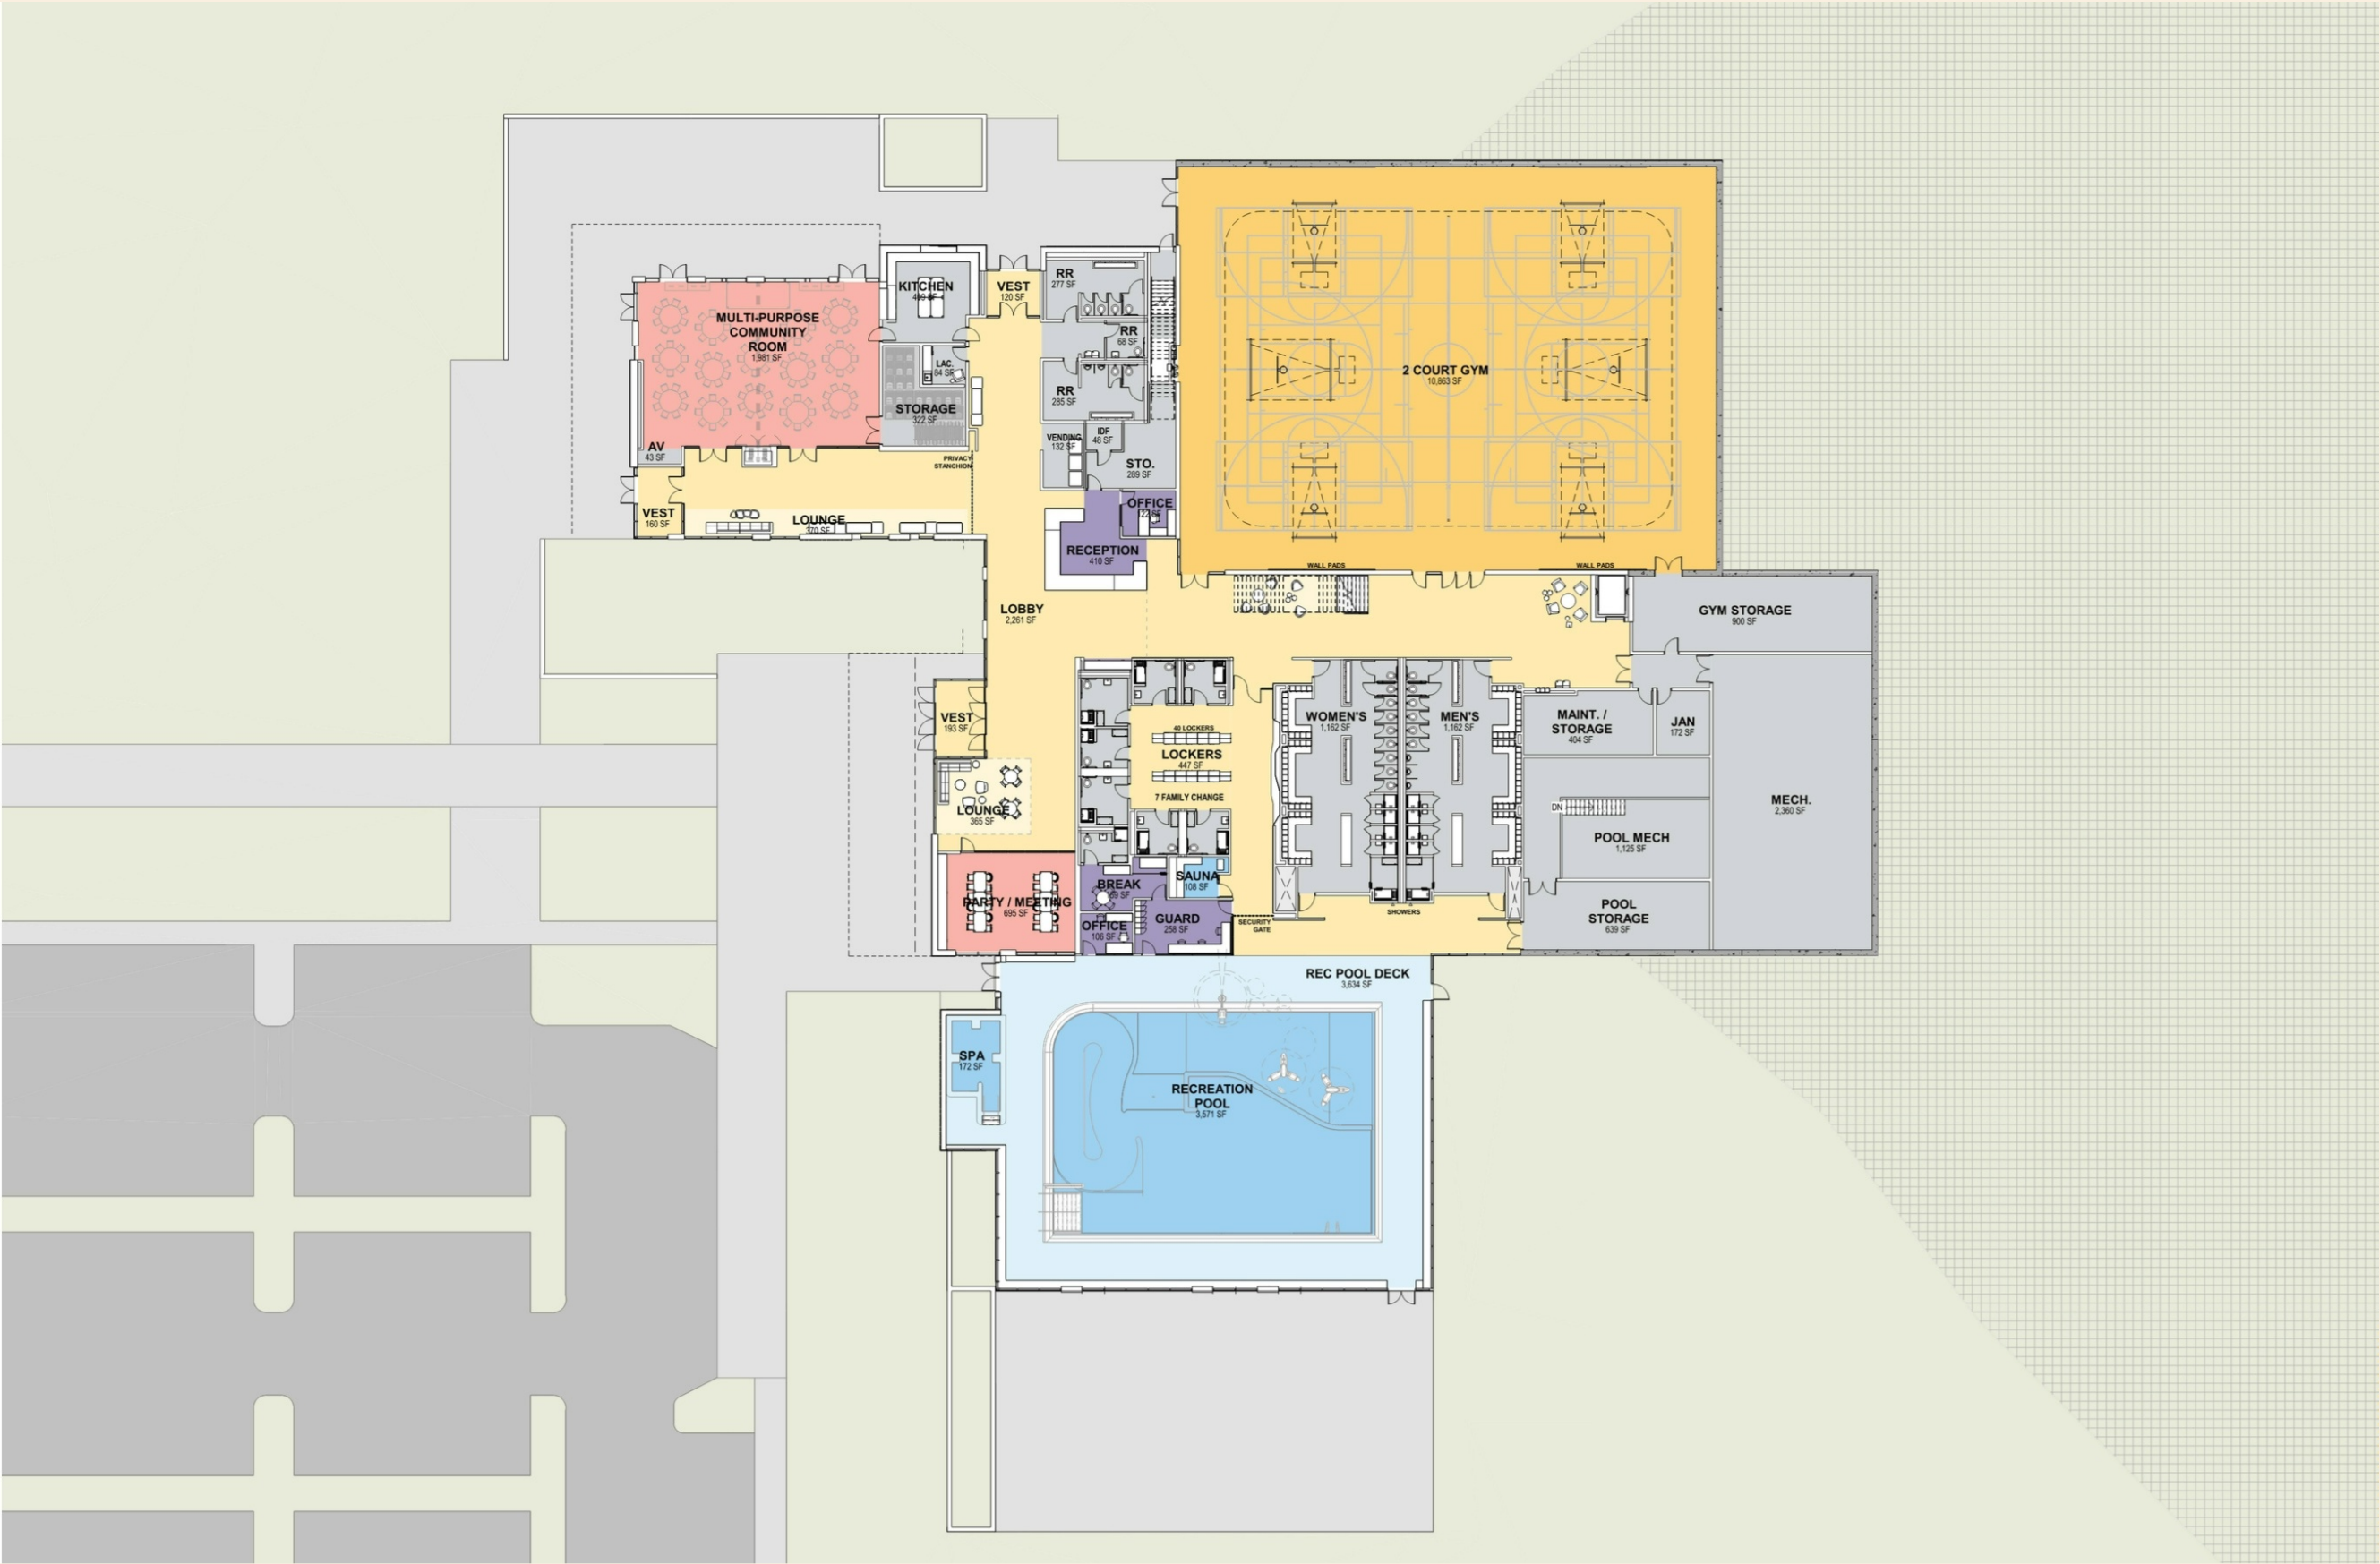 KITCHEN
VEST
120 SF
RR
277 SF
MULTI-PURPOSE
COMMUNITY
ROOM
1,981 SF
RR
68 SF
LAC.
84 SF
2 COURT GYM
10,863 SF
STORAGE
322 SF
RR
285 SF
VENDING
132 SF
IDF
48 SF
AV
43 SF
PRIVACY
STANCHION
STO.
289 SF
VEST
160 SF
LOUNGE
OFFICE
RECEPTION
410 SF
WALL PADS
WALL PADS
LOBBY
2,261 SF
GYM STORAGE
900 SF
VEST
193 SF
40 LOCKERS
LOCKERS
447 SF
7 FAMILY CHANGE
WOMEN'S
1,162 SF
MEN'S
1,162 SF
MAINT. /
STORAGE
404 SF
JAN
172 SF
MECH.
2,360 SF
LOUNGE
365 SF
DN
POOL MECH
1,125 SF
BREAK
SAUNA
108 SF
PARTY / MEETING
695 SF
OFFICE
106 SF
GUARD
258 SF
SECURITY
GATE
SHOWERS
POOL
STORAGE
639 SF
REC POOL DECK
3,634 SF
SPA
172 SF
RECREATION
POOL
3,571 SF